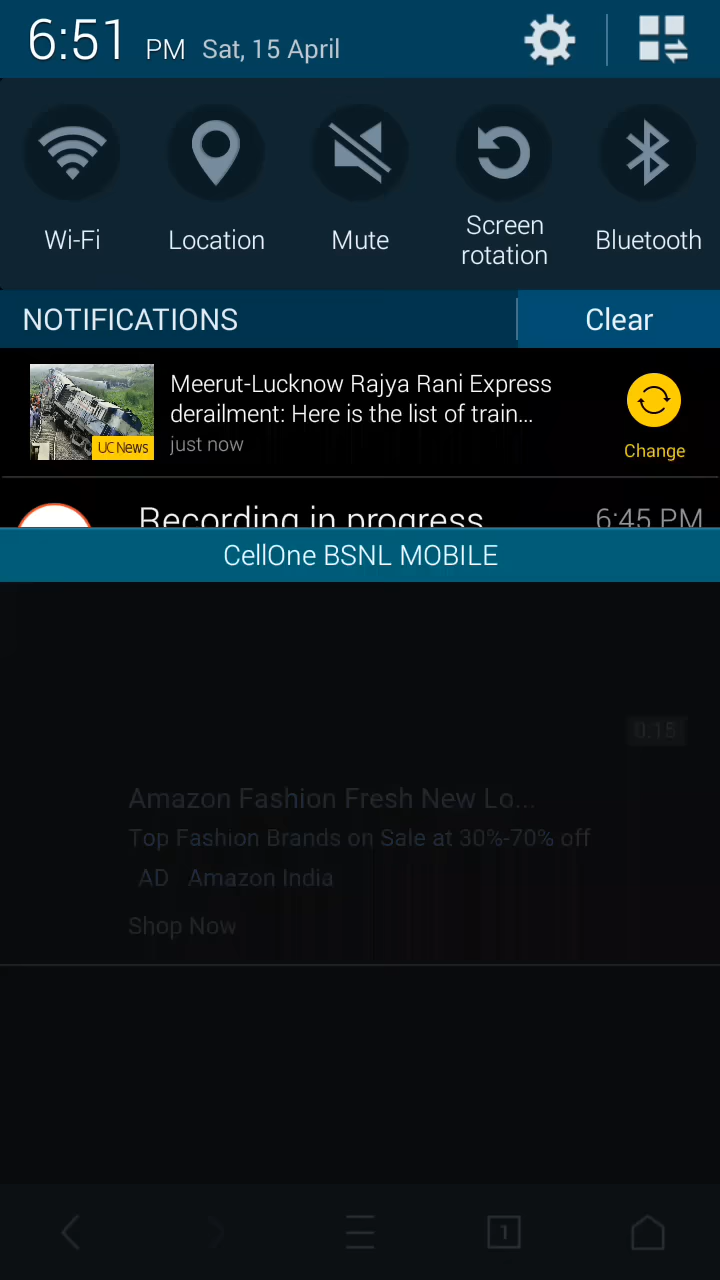 6:51 PM Sat, 15 April
Wi-Fi
Location
Mute
Screen
rotation
Bluetooth
NOTIFICATIONS
Clear
Meerut-Lucknow Rajya Rani Express
derailment: Here is the list of train...
just now
UC News
Change
Recording in progress
6:45 PM
CellOne BSNL MOBILE
0.15
Amazon Fashion Fresh New Lo...
Top Fashion Brands on Sale at 30%-70% off
AD Amazon India
Shop Now
1